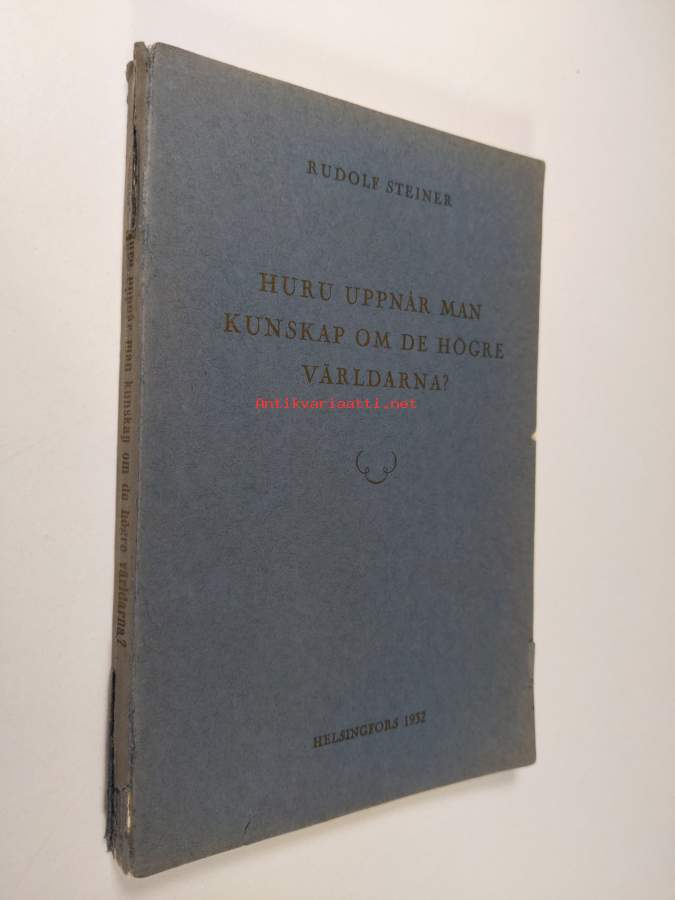 RUDOLF STEINER
HURU UPPNÅR MAN
KUNSKAP OM DE HÖGRE
VÄRLDARNA?
Antikvariaatti.net
HELSINGFORS 1952
Huru uppnår man kunskap om de högre världarna?